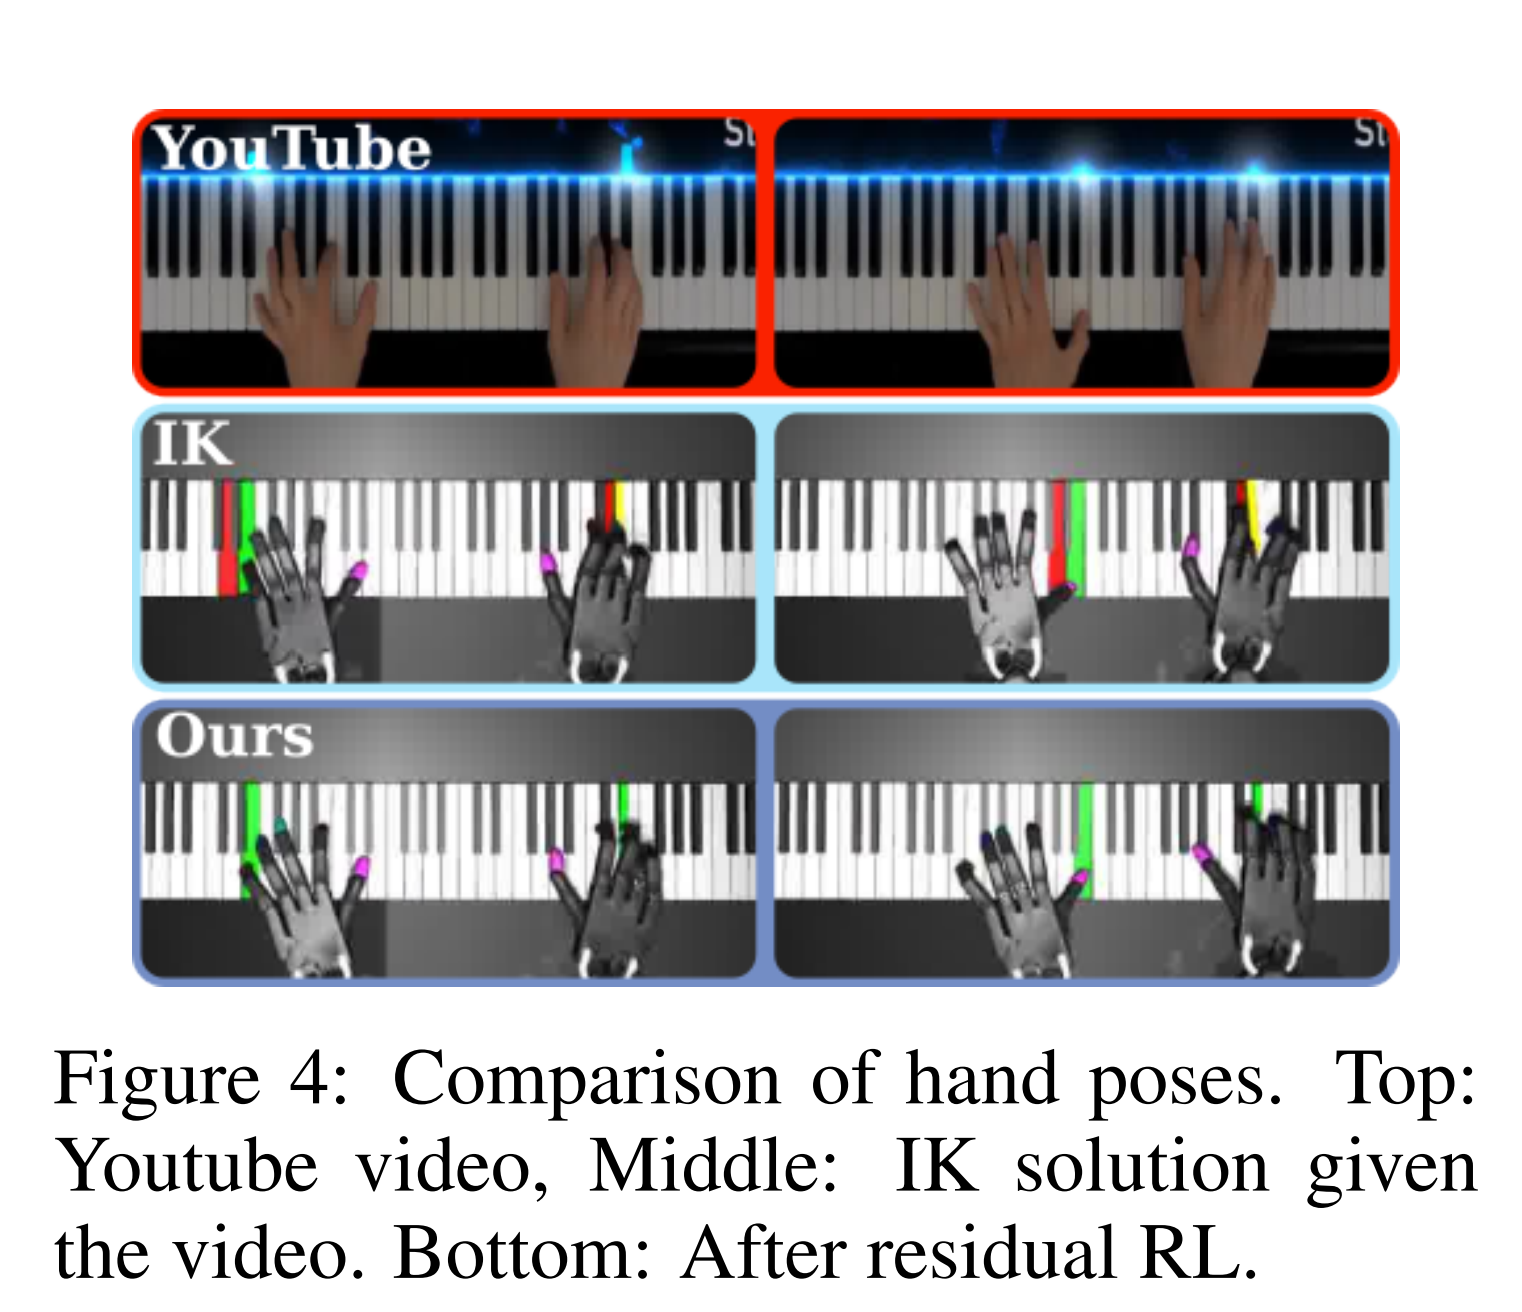 YouTube
St
St
IK
Ours
Figure 4: Comparison of hand poses. Top:
Youtube video, Middle: IK solution given
the video. Bottom: After residual RL.